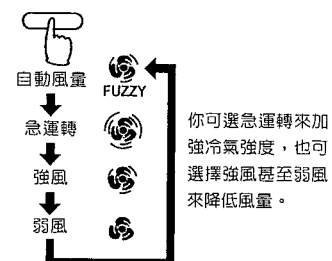 自動風量
FUZZY
急運轉
強風
弱風
你可選急運轉來加
強冷氣強度，也可
選擇強風甚至弱風
來降低風量。